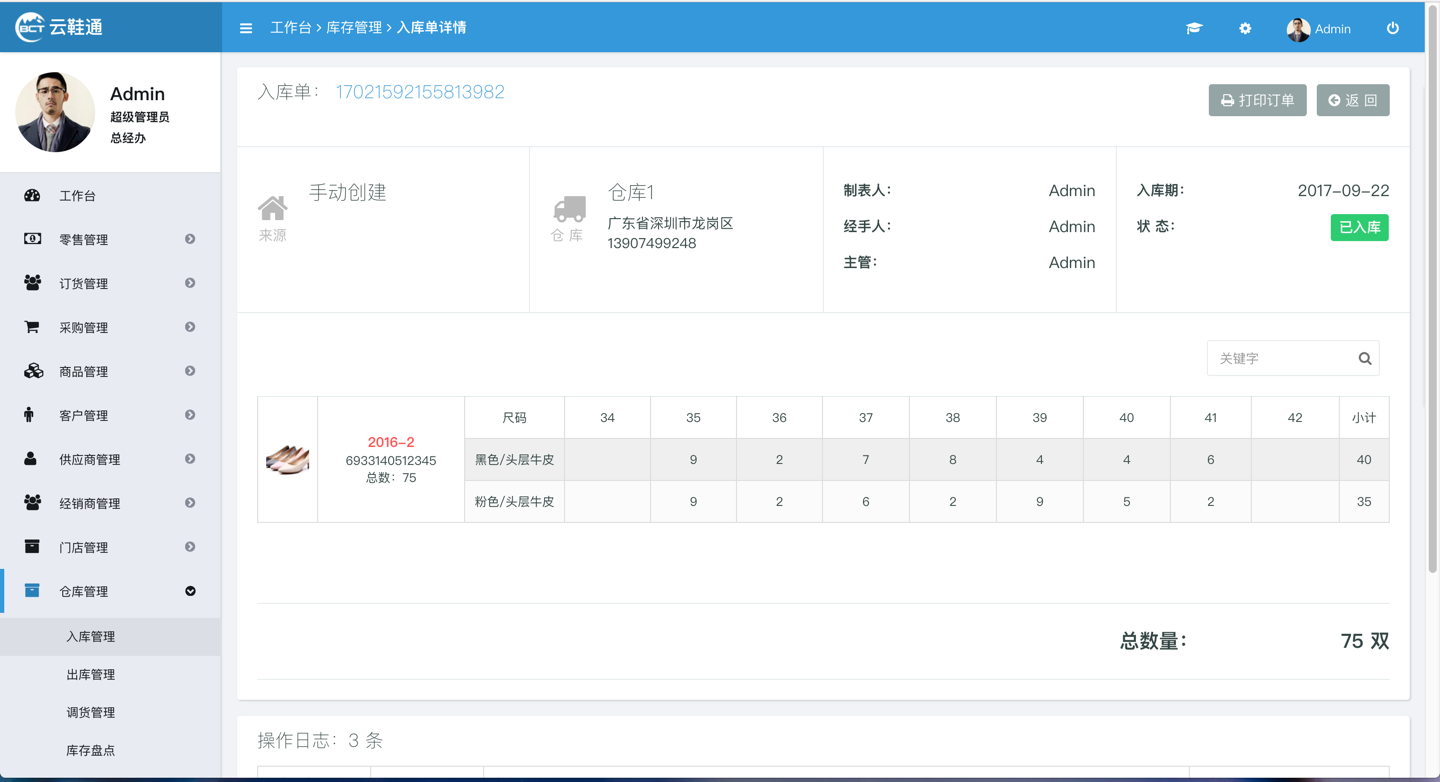 BCT 云鞋通
工作台 > 库存管理 > 入库单详情
Admin
Admin
超级管理员
总经办
工作台
零售管理
订货管理
采购管理
商品管理
客户管理
供应商管理
经销商管理
门店管理
仓库管理
入库管理
出库管理
调货管理
库存盘点
入库单： 17021592155813982
打印订单
返 回
手动创建
来源
仓库1
仓 库
广东省深圳市龙岗区
13907499248
制表人： Admin
经手人： Admin
主管： Admin
入库期： 2017-09-22
状 态： 已入库
关键字
2016-2
6933140512345
总数：75
尺码 34 35 36 37 38 39 40 41 42 小计
黑色/头层牛皮 9 2 7 8 4 4 6 40
粉色/头层牛皮 9 2 6 2 9 5 2 35
总数量： 75 双
操作日志：3 条